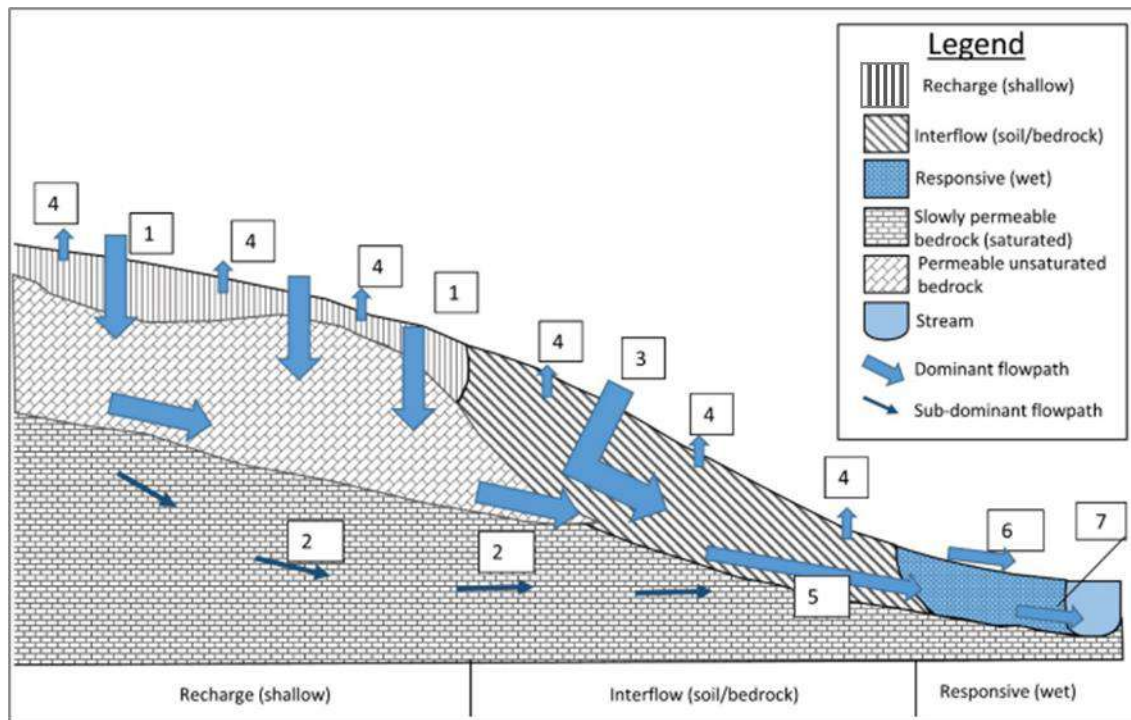 Legend
Recharge (shallow)
Interflow (soil/bedrock)
Responsive (wet)
Slowly permeable
bedrock (saturated)
Permeable unsaturated
bedrock
Stream
Dominant flowpath
Sub-dominant flowpath
4
1
4
4
1
4
3
4
4
6
7
2
2
5
Recharge (shallow)
Interflow (soil/bedrock)
Responsive (wet)